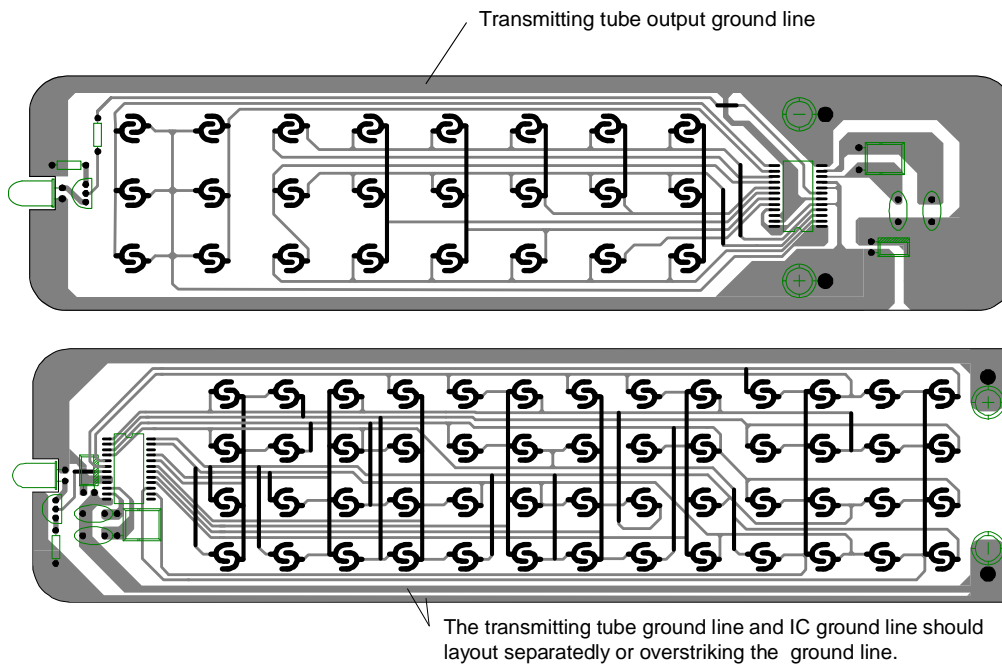 Transmitting tube output ground line
The transmitting tube ground line and IC ground line should
layout separatedly or overstriking the ground line.